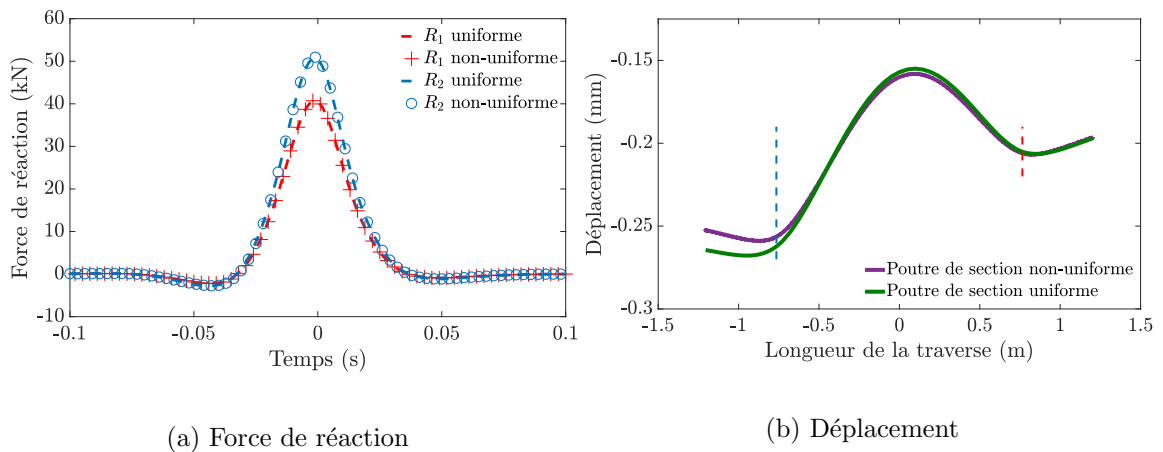 60
50
40
30
20
10
0
-10
Force de réaction (kN)
-0.1
-0.05
0
0.05
0.1
Temps (s)
R₁ uniforme
R₁ non-uniforme
R₂ uniforme
R₂ non-uniforme
(a) Force de réaction
-0.15
-0.2
-0.25
-0.3
Déplacement (mm)
-1.5
-1
-0.5
0
0.5
1
1.5
Longueur de la traverse (m)
Poutre de section non-uniforme
Poutre de section uniforme
(b) Déplacement